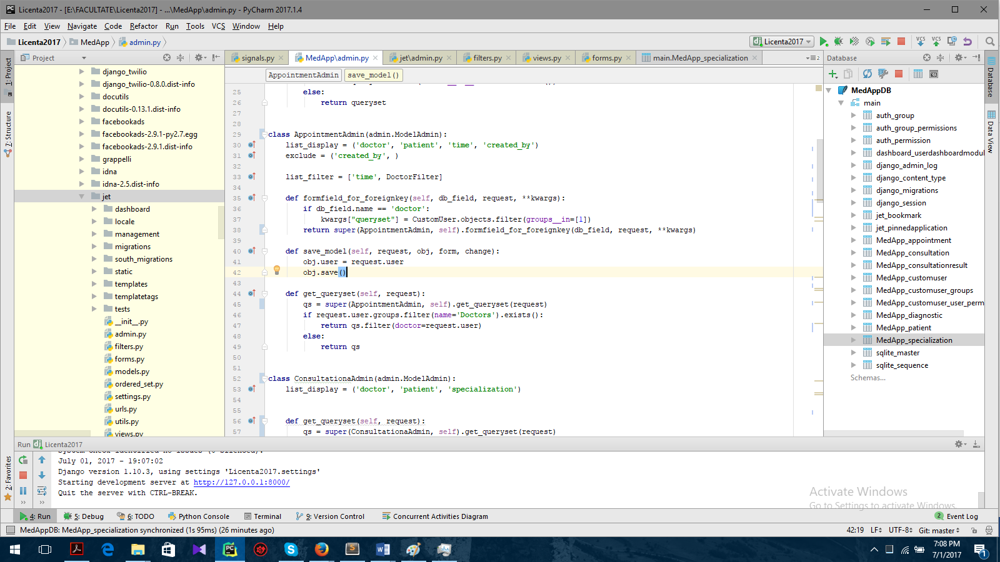 Licenta2017 - [E:\FACULTATE\Licenta2017] - ...\MedApp\admin.py - PyCharm 2017.1.4
File Edit View Navigate Code Refactor Run Tools VCS Window Help
Licenta2017 MedApp admin.py
Licenta2017
VCS VCS
1: Project
7: Structure
2: Favorites
Project
django_twilio
django_twilio-0.8.0.dist-info
docutils
docutils-0.13.1.dist-info
facebookads
facebookads-2.9.1-py2.7.egg
facebookads-2.9.1.dist-info
grappelli
idna
idna-2.5.dist-info
jet
dashboard
locale
management
migrations
south_migrations
static
templates
templatetags
tests
__init__.py
admin.py
filters.py
forms.py
models.py
ordered_set.py
settings.py
urls.py
utils.py
views.py
signals.py MedApp\admin.py jet\admin.py filters.py views.py forms.py main.MedApp_specialization
AppointmentAdmin save_model()
25 else:
26 return queryset
27
28
29 class AppointmentAdmin(admin.ModelAdmin):
30 list_display = ('doctor', 'patient', 'time', 'created_by')
31 exclude = ('created_by', )
32
33 list_filter = ['time', DoctorFilter]
34
35 def formfield_for_foreignkey(self, db_field, request, **kwargs):
36 if db_field.name == 'doctor':
37 kwargs["queryset"] = CustomUser.objects.filter(groups__in=[1])
38 return super(AppointmentAdmin, self).formfield_for_foreignkey(db_field, request, **kwargs)
39
40 def save_model(self, request, obj, form, change):
41 obj.user = request.user
42 obj.save()
43
44 def get_queryset(self, request):
45 qs = super(AppointmentAdmin, self).get_queryset(request)
46 if request.user.groups.filter(name='Doctors').exists():
47 return qs.filter(doctor=request.user)
48 else:
49 return qs
50
51
52 class ConsultationaAdmin(admin.ModelAdmin):
53 list_display = ('doctor', 'patient', 'specialization')
54
55
56 def get_queryset(self, request):
57 qs = super(ConsultationaAdmin, self).get_queryset(request)
Database
MedAppDB
main
auth_group
auth_group_permissions
auth_permission
dashboard_userdashboardmodul
django_admin_log
django_content_type
django_migrations
django_session
jet_bookmark
jet_pinnedapplication
MedApp_appointment
MedApp_consultation
MedApp_consultationresult
MedApp_customuser
MedApp_customuser_groups
MedApp_customuser_user_perm
MedApp_diagnostic
MedApp_patient
MedApp_specialization
sqlite_master
sqlite_sequence
Schemas...
Database
Data View
Run Licenta2017
System check identified no issues (0 silenced).
July 01, 2017 - 19:07:02
Django version 1.10.3, using settings 'Licenta2017.settings'
Starting development server at http://127.0.0.1:8000/
Quit the server with CTRL-BREAK.
Activate Windows
Go to Settings to activate Windows.
4: Run 5: Debug 6: TODO Python Console Terminal 9: Version Control Concurrent Activities Diagram 2 Event Log
MedAppDB: MedApp_specialization synchronized (1s 95ms) (26 minutes ago) 42:19 LF UTF-8 Git: master
7:08 PM
7/1/2017
1